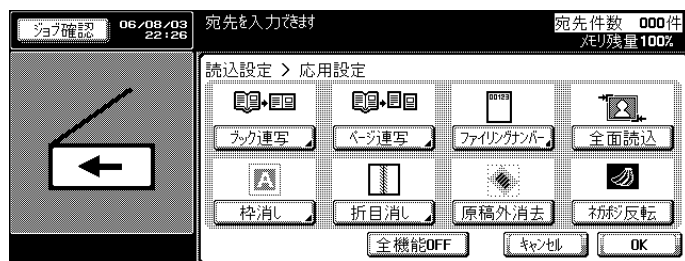 ジョブ確認
06/08/03
22:26
宛先を入力できます
宛先件数 000件
メモリ残量100%
読込設定 > 応用設定
00123
ブック連写
ページ連写
ファイリングナンバー
全面読込
A
枠消し
折目消し
原稿外消去
ネガポジ反転
全機能OFF
キャンセル
OK